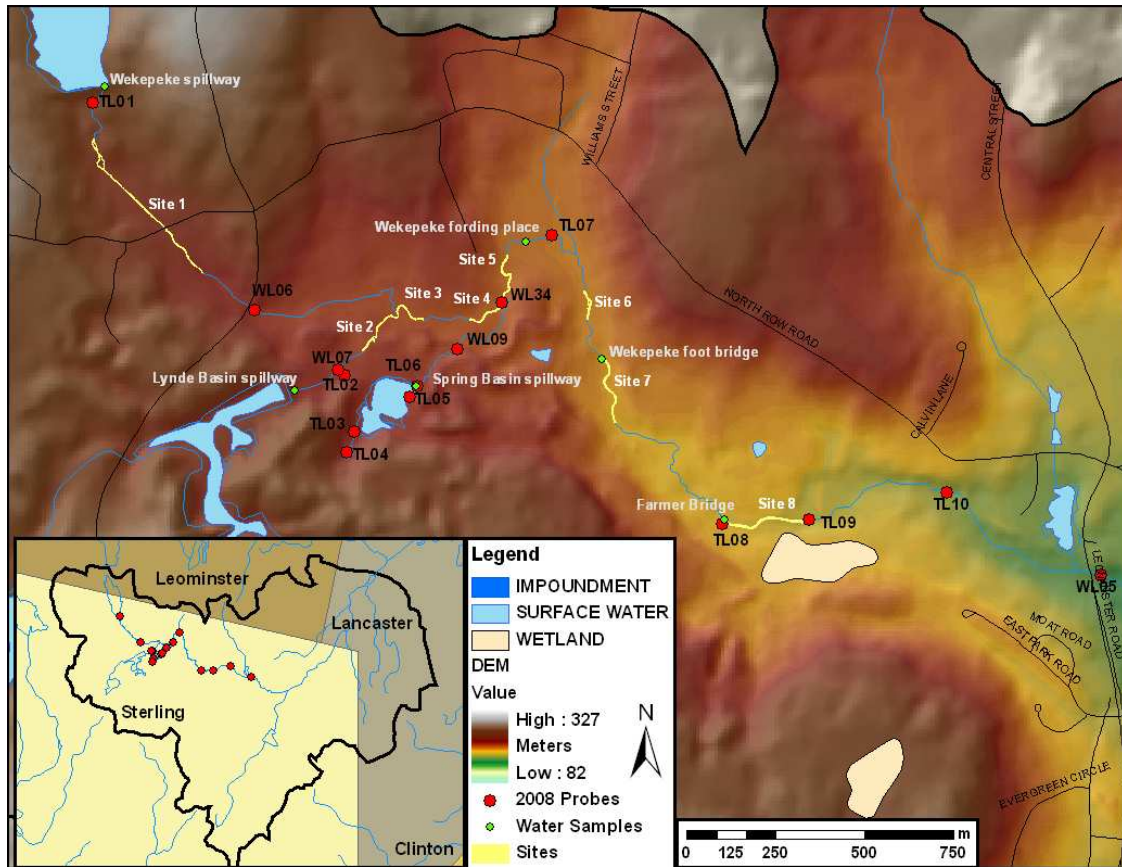 Wekepeke spillway
TL01
WILLIAMS STREET
CENTRAL STREET
Site 1
Wekepeke fording place
TL07
Site 5
WL06
Site 3
Site 4
WL34
Site 6
Site 2
NORTH ROW ROAD
WL09
WL07
TL02
TL06
Wekepeke foot bridge
Lynde Basin spillway
Spring Basin spillway
TL05
Site 7
CALVIN LANE
TL03
TL04
TL10
Farmer Bridge
Site 8
TL08
TL09
WL05
LEOMINSTER ROAD
MOAT ROAD
EAST PARK ROAD
EVERGREEN CIRCLE
Leominster
Lancaster
Sterling
Clinton
Legend
IMPOUNDMENT
SURFACE WATER
WETLAND
DEM
Value
High : 327
Meters
Low : 82
2008 Probes
Water Samples
Sites
N
m
0 125 250 500 750